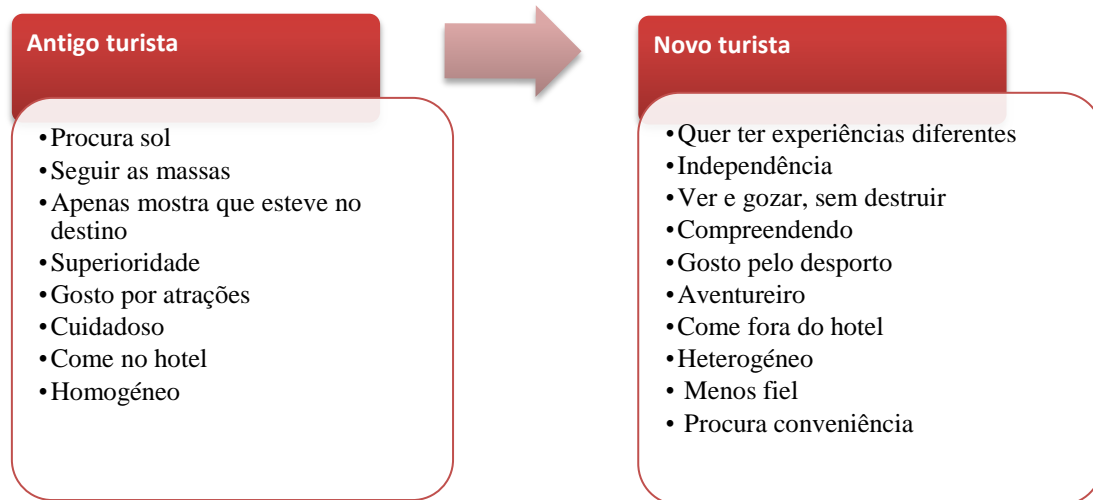 Antigo turista
•Procura sol
•Seguir as massas
•Apenas mostra que esteve no
destino
•Superioridade
•Gosto por atrações
•Cuidadoso
•Come no hotel
•Homogéneo
Novo turista
•Quer ter experiências diferentes
•Independência
•Ver e gozar, sem destruir
•Compreendendo
•Gosto pelo desporto
•Aventureiro
•Come fora do hotel
•Heterogéneo
• Menos fiel
• Procura conveniência